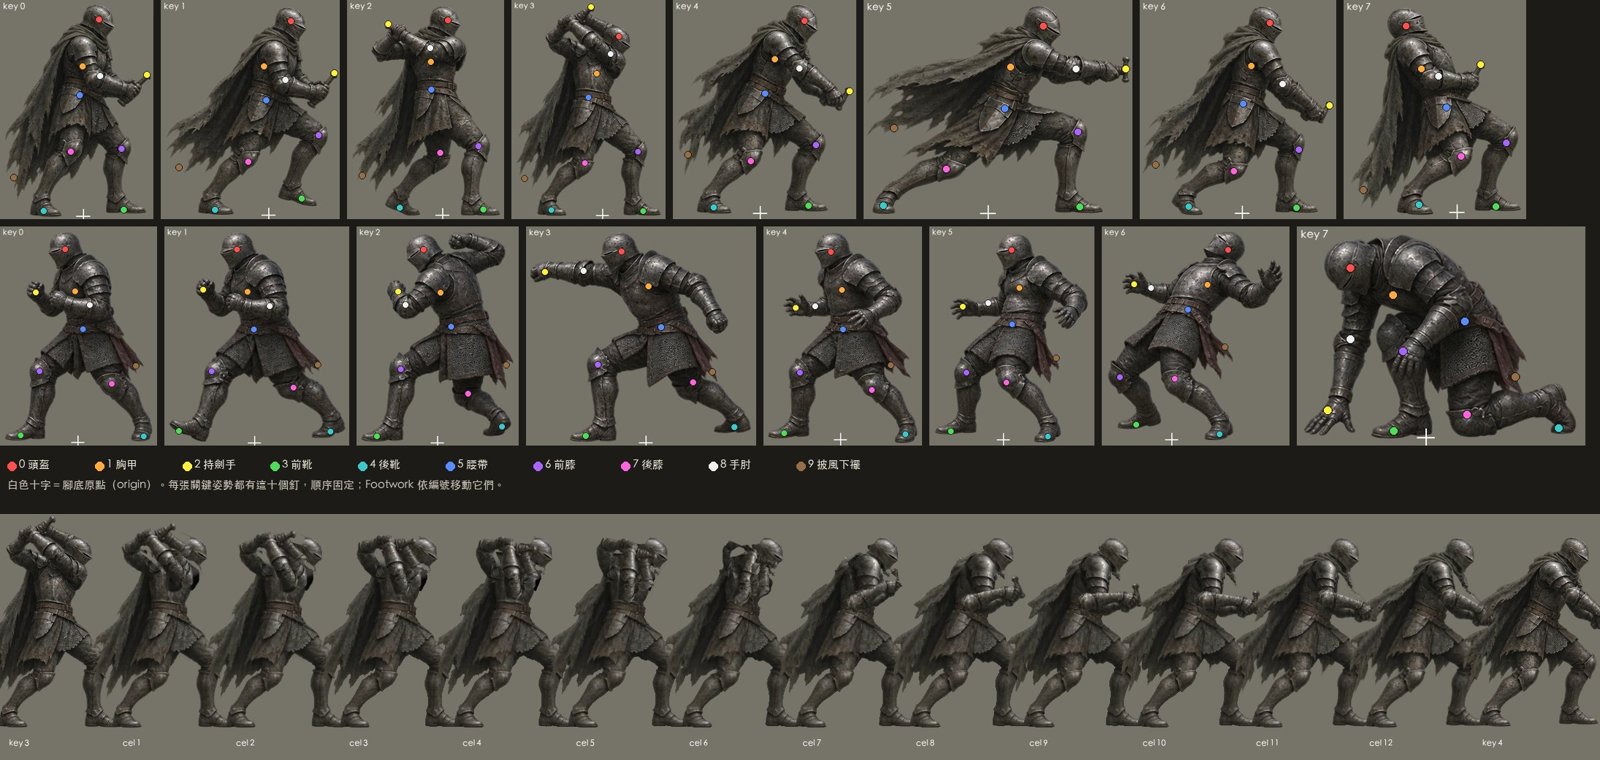 key 0 key 1 key 2 key 3 key 4 key 5 key 6 key 7
key 0 key 1 key 2 key 3 key 4 key 5 key 6 key 7
0 頭盔 1 胸甲 2 持劍手 3 前靴 4 後靴 5 腰帶 6 前膝 7 後膝 8 手肘 9 披風下襬
白色十字=腳底原點（origin）。每張關鍵姿勢都有這十個釘，順序固定；Footwork 依編號移動它們。
key 3 cel 1 cel 2 cel 3 cel 4 cel 5 cel 6 cel 7 cel 8 cel 9 cel 10 cel 11 cel 12 key 4